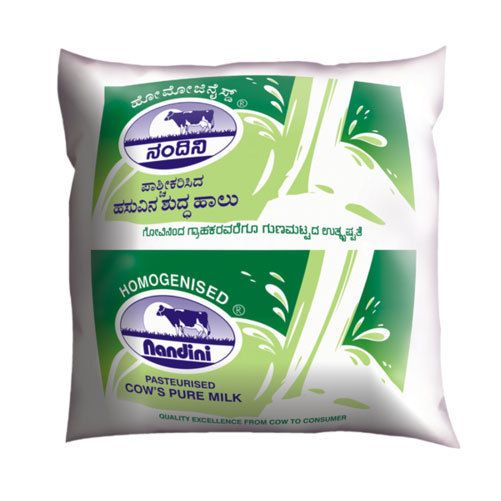 ಹೋಮೋಜಿನೈಸ್ಡ್
ನಂದಿನಿ
®
ಪಾಶ್ಚೀಕರಿಸಿದ
ಹಸುವಿನ ಶುದ್ಧ ಹಾಲು
ಗೋವಿನಿಂದ ಗ್ರಾಹಕರವರೆಗೂ ಗುಣಮಟ್ಟದ ಉತ್ಕೃಷ್ಟತೆ
HOMOGENISED
®
Nandini
PASTEURISED
COW'S PURE MILK
QUALITY EXCELLENCE FROM COW TO CONSUMER